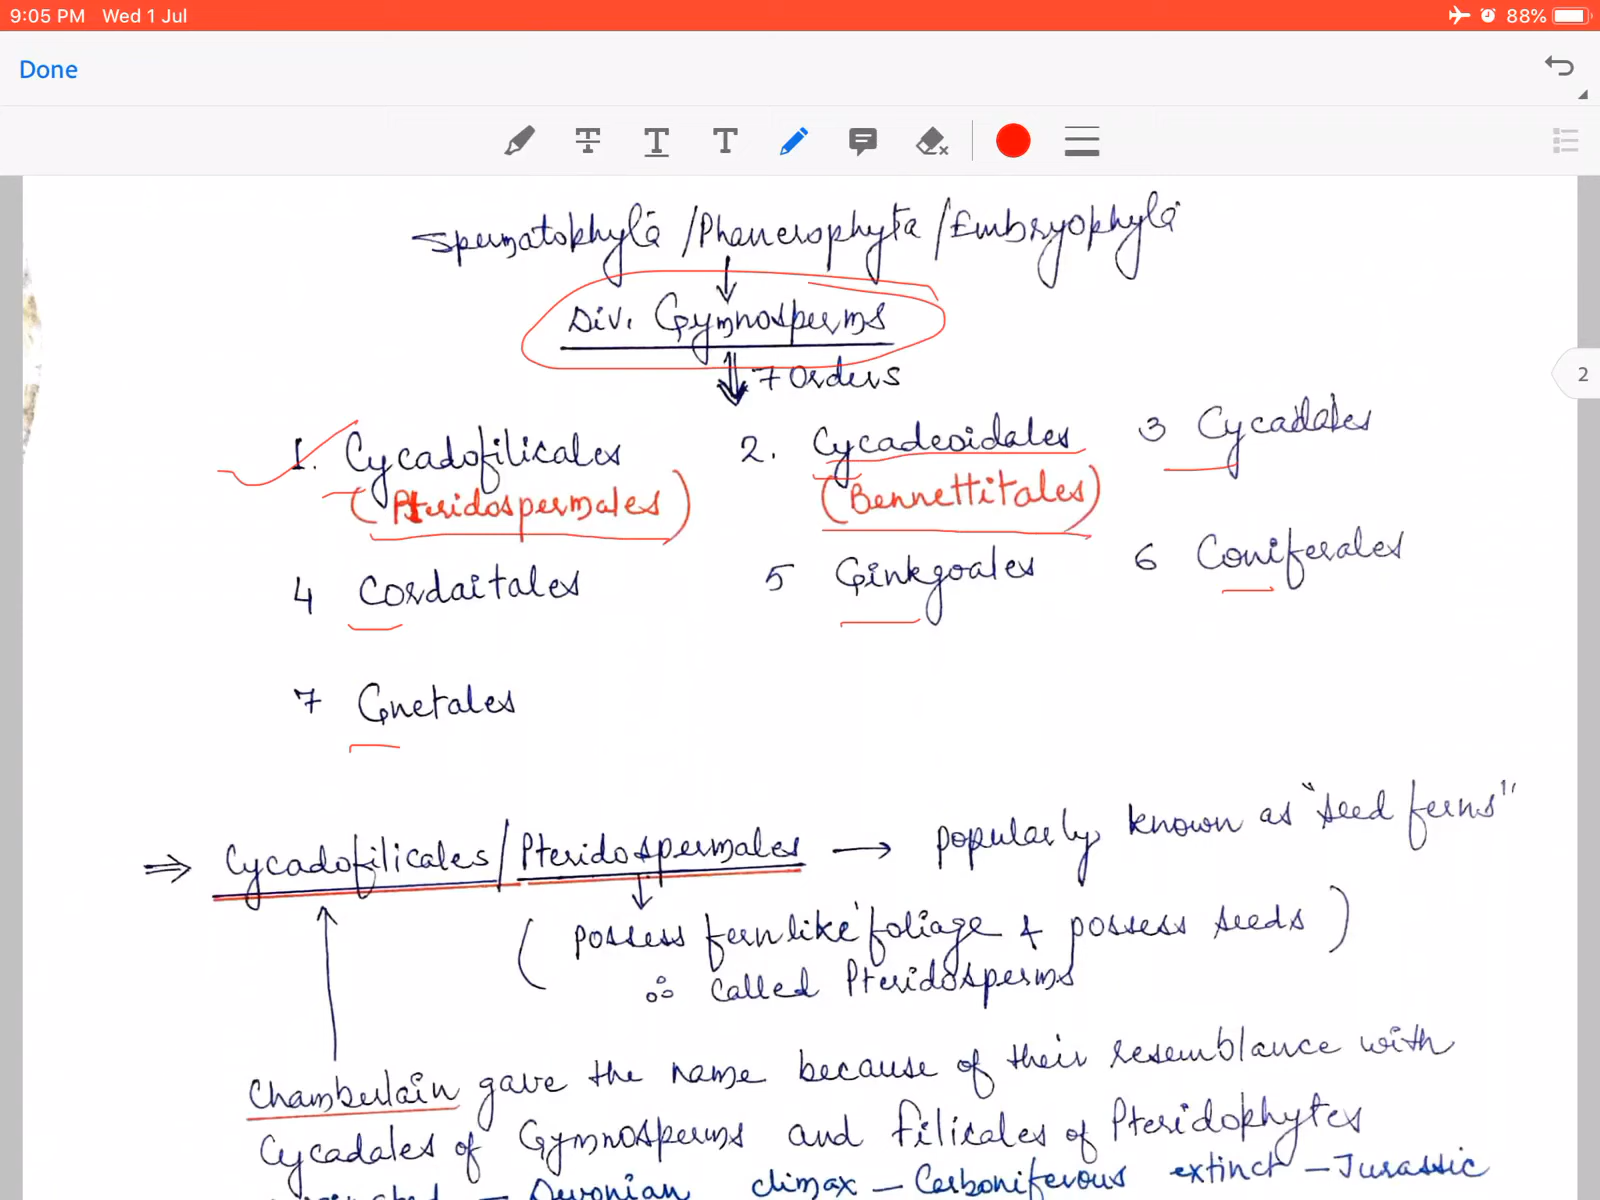 9:05 PM Wed 1 Jul 88%
Done
Spermatophyla / Phanerophyta / Embryophyla
Div. Gymnosperms
7 Orders
1. Cycadofilicales 2. Cycadeoidales 3 Cycadales
(Pteridospermales) (Bennettitales)
4 Cordaitales 5 Ginkgoales 6 Coniferales
7 Gnetales
2
⇒ Cycadofilicales / Pteridospermales → popularly known as "seed ferns"
( possess fernlike foliage & possess seeds )
∴ called Pteridosperms
Chamberlain gave the name because of their resemblance with
Cycadales of Gymnosperms and filicales of Pteridophytes
– Devonian climax – Carboniferous extinct – Jurassic